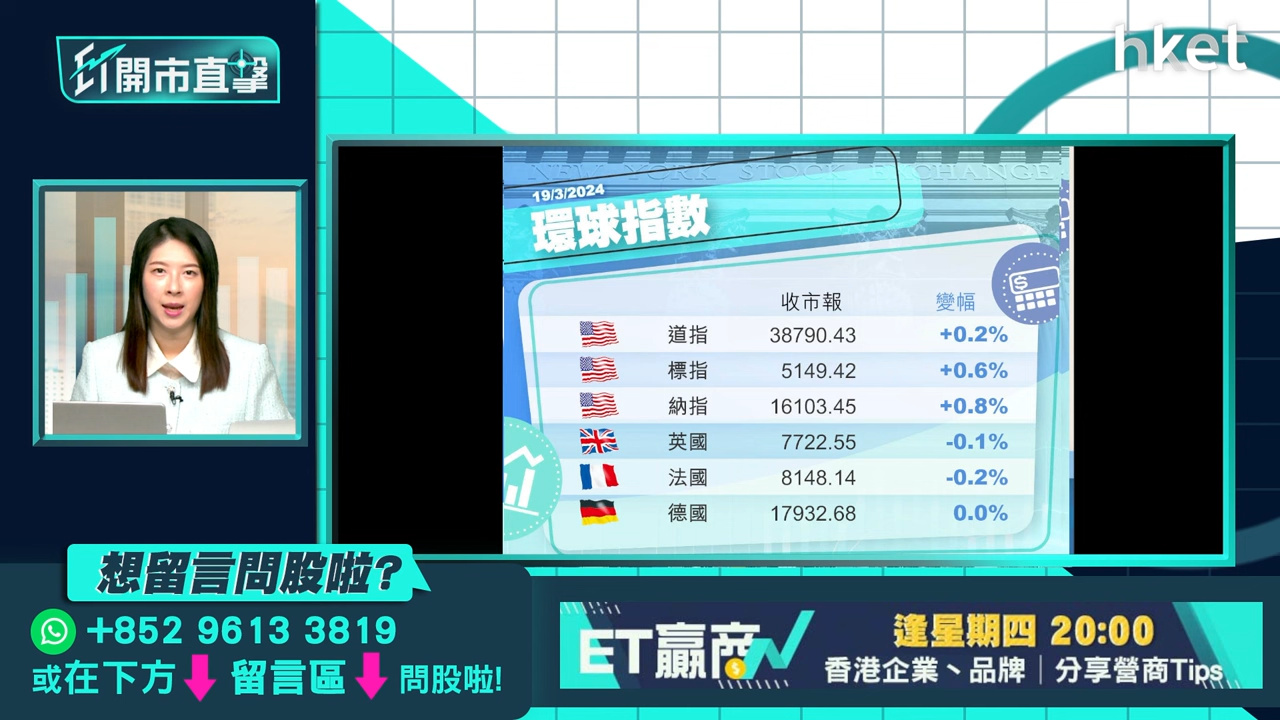 ET開市直擊
hket
NEW YORK STOCK EXCHANGE
19/3/2024
環球指數
收市報 變幅
道指 38790.43 +0.2%
標指 5149.42 +0.6%
納指 16103.45 +0.8%
英國 7722.55 -0.1%
法國 8148.14 -0.2%
德國 17932.68 0.0%
想留言問股啦?
+852 9613 3819
或在下方 留言區 問股啦!
ET贏商
逢星期四 20:00
香港企業、品牌｜分享營商Tips